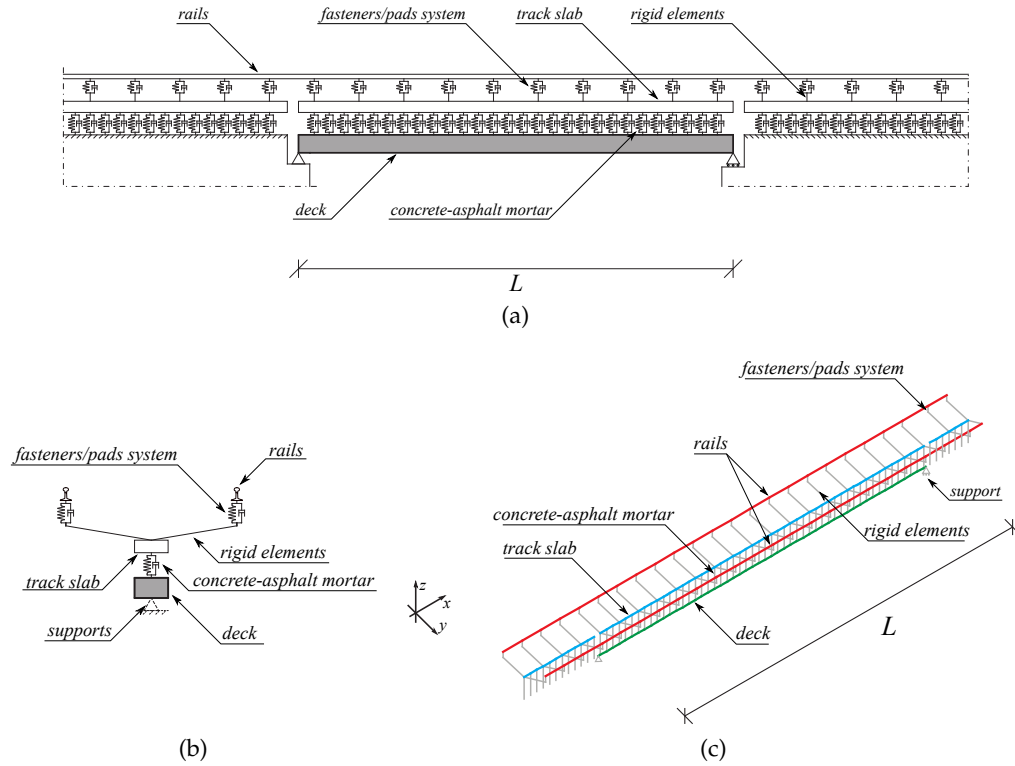 rails
fasteners/pads system
track slab
rigid elements
deck
concrete-asphalt mortar
L
(a)
fasteners/pads system
rails
fasteners/pads system
rails
concrete-asphalt mortar
support
rigid elements
track slab
rigid elements
track slab
concrete-asphalt mortar
z
x
y
supports
deck
deck
L
(b)
(c)